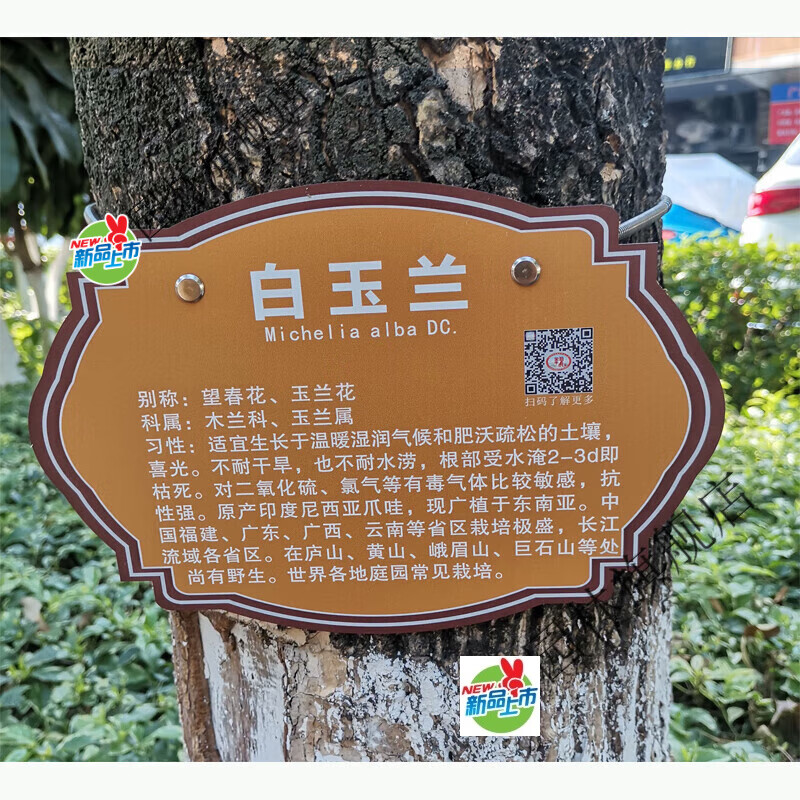 NEW
新品上市
白玉兰
Michelia alba DC.
扫码了解更多
别称：望春花、玉兰花
科属：木兰科、玉兰属
习性：适宜生长于温暖湿润气候和肥沃疏松的土壤，
喜光。不耐干旱，也不耐水涝，根部受水淹2-3d即
枯死。对二氧化硫、氯气等有毒气体比较敏感，抗
性强。原产印度尼西亚爪哇，现广植于东南亚。中
国福建、广东、广西、云南等省区栽培极盛，长江
流域各省区。在庐山、黄山、峨眉山、巨石山等处
尚有野生。世界各地庭园常见栽培。
NEW
新品上市